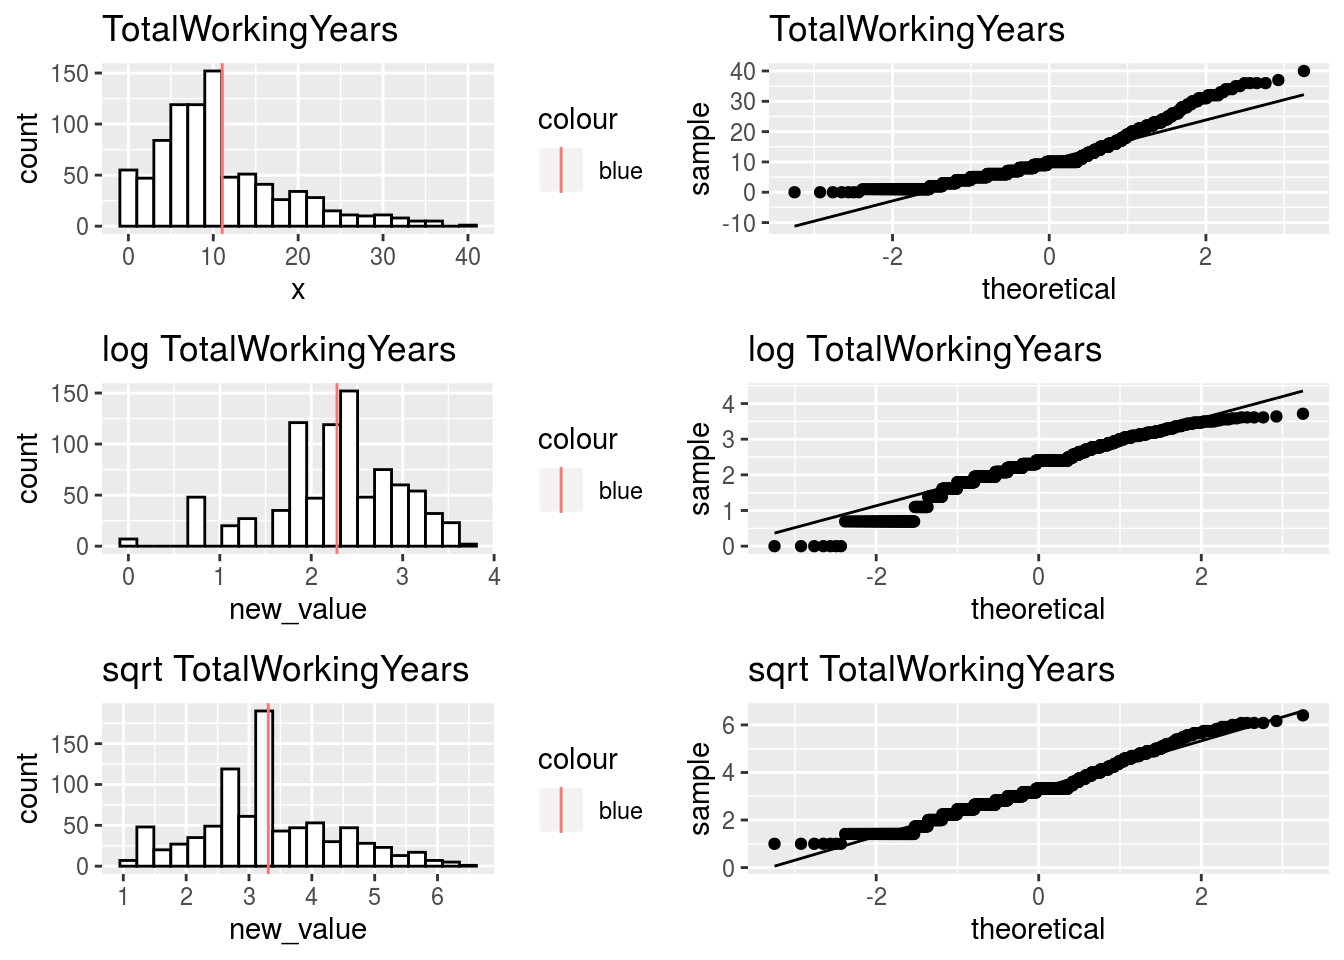 TotalWorkingYears
150
100
50
0
count
0 10 20 30 40
x
colour
blue
TotalWorkingYears
40
30
20
10
0
-10
sample
-2 0 2
theoretical
log TotalWorkingYears
150
100
50
0
count
0 1 2 3 4
new_value
colour
blue
log TotalWorkingYears
4
3
2
1
0
sample
-2 0 2
theoretical
sqrt TotalWorkingYears
150
100
50
0
count
1 2 3 4 5 6
new_value
colour
blue
sqrt TotalWorkingYears
6
4
2
0
sample
-2 0 2
theoretical